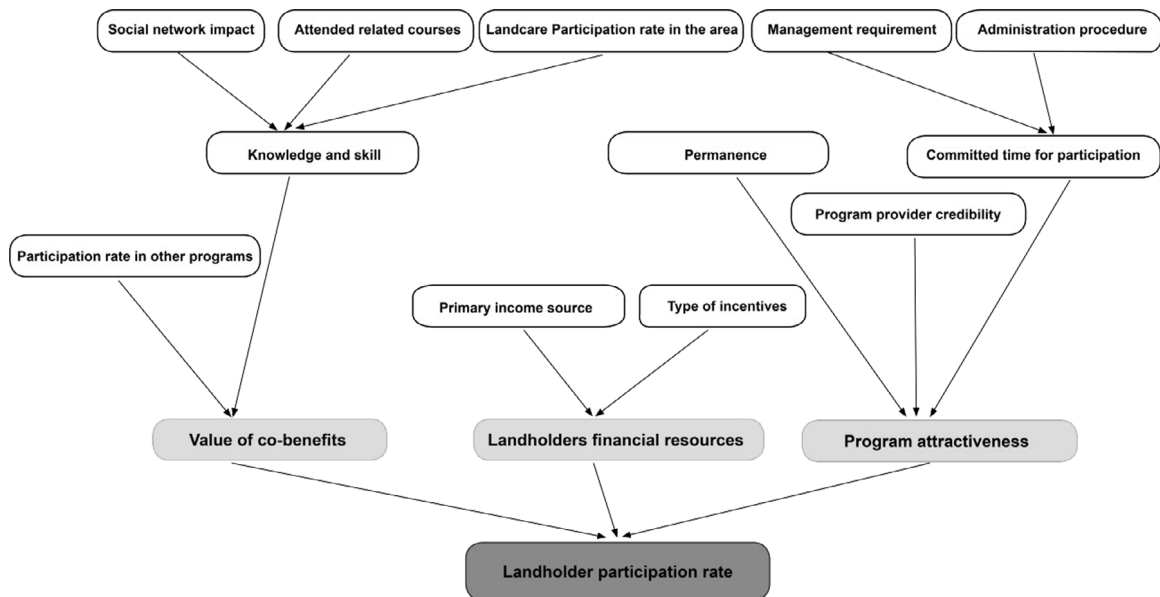 Social network impact
Attended related courses
Landcare Participation rate in the area
Management requirement
Administration procedure
Knowledge and skill
Permanence
Committed time for participation
Program provider credibility
Participation rate in other programs
Primary income source
Type of incentives
Value of co-benefits
Landholders financial resources
Program attractiveness
Landholder participation rate